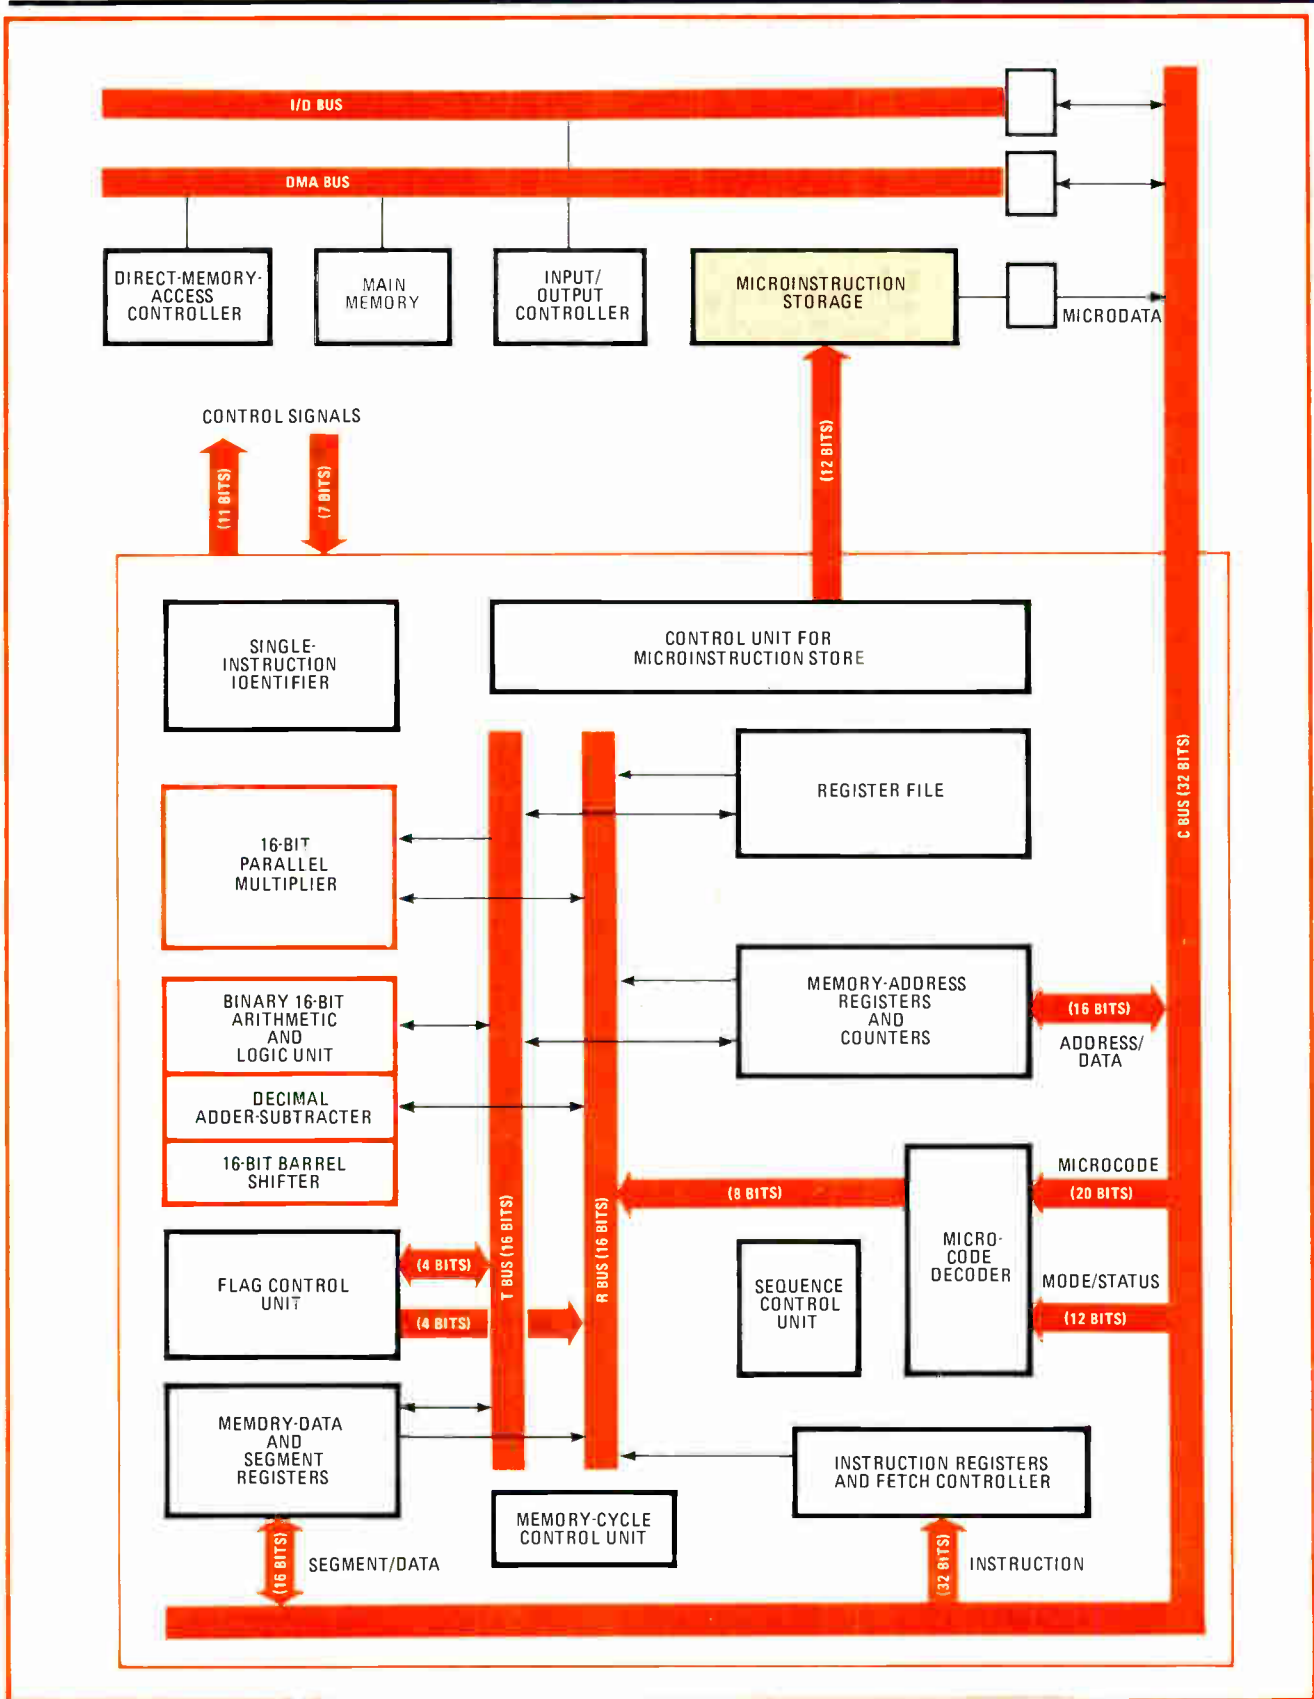 I/O BUS
DMA BUS
DIRECT-MEMORY-
ACCESS
CONTROLLER
MAIN
MEMORY
INPUT/
OUTPUT
CONTROLLER
MICROINSTRUCTION
STORAGE
MICRODATA
CONTROL SIGNALS
(11 BITS)
(7 BITS)
(12 BITS)
SINGLE-
INSTRUCTION
IDENTIFIER
CONTROL UNIT FOR
MICROINSTRUCTION STORE
REGISTER FILE
C BUS (32 BITS)
16-BIT
PARALLEL
MULTIPLIER
BINARY 16-BIT
ARITHMETIC
AND
LOGIC UNIT
MEMORY-ADDRESS
REGISTERS
AND
COUNTERS
(16 BITS)
ADDRESS/
DATA
DECIMAL
ADDER-SUBTRACTER
16-BIT BARREL
SHIFTER
T BUS (16 BITS)
R BUS (16 BITS)
(8 BITS)
MICROCODE
(20 BITS)
MICRO-
CODE
DECODER
MODE/STATUS
(12 BITS)
FLAG CONTROL
UNIT
(4 BITS)
(4 BITS)
SEQUENCE
CONTROL
UNIT
MEMORY-DATA
AND
SEGMENT
REGISTERS
INSTRUCTION REGISTERS
AND FETCH CONTROLLER
MEMORY-CYCLE
CONTROL UNIT
(16 BITS)
SEGMENT/DATA
(32 BITS)
INSTRUCTION